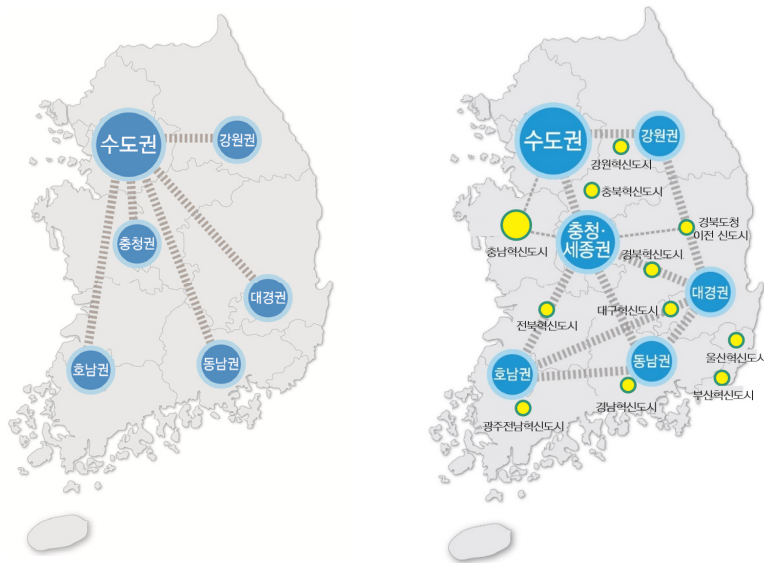 수도권
강원권
충청권
대경권
호남권
동남권
수도권
강원권
강원혁신도시
충북혁신도시
충남혁신도시
충청·
세종권
경북도청
이전 신도시
경북혁신도시
대경권
전북혁신도시
대구혁신도시
울산혁신도시
호남권
동남권
부산혁신도시
경남혁신도시
광주전남혁신도시